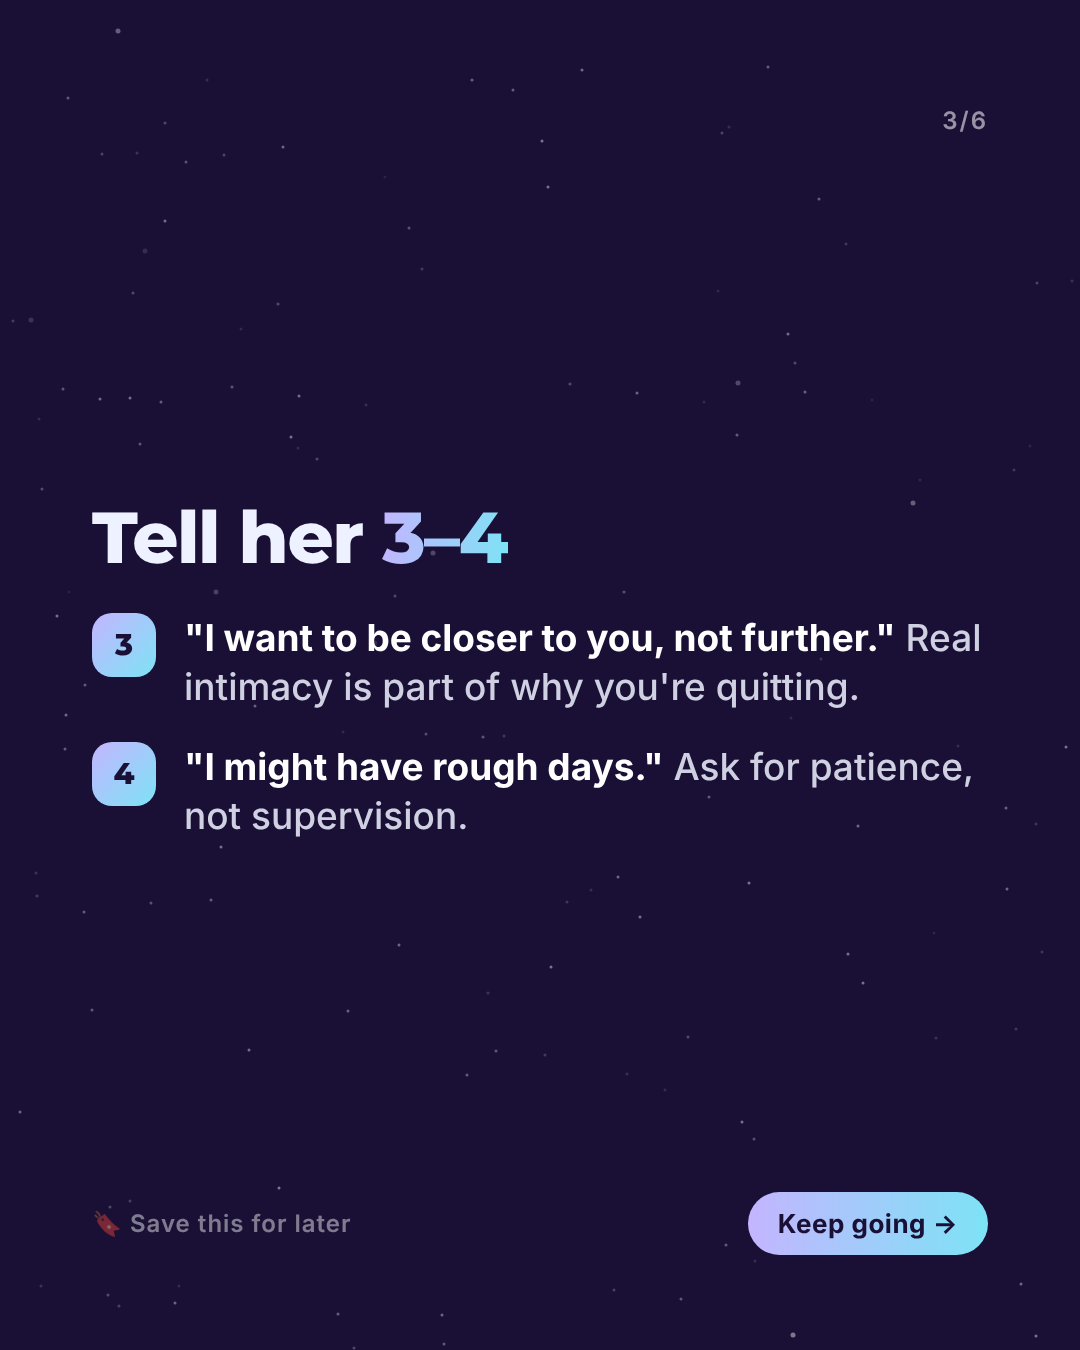 3/6
Tell her 3–4
3
"I want to be closer to you, not further." Real
intimacy is part of why you're quitting.
4
"I might have rough days." Ask for patience,
not supervision.
Save this for later
Keep going →